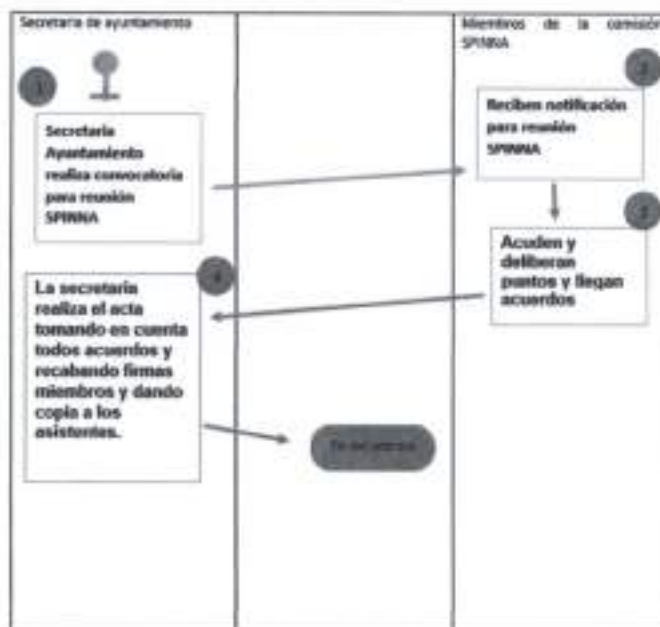 Secretaria de ayuntamiento
Miembros de la comisión
SPINNA
1
Secretaria
Ayuntamiento
realiza convocatoria
para reunión
SPINNA
Reciben notificación
para reunión
SPINNA
Acuden y
deliberan
puntos y llegan
acuerdos
4
La secretaria
realiza el acta
tomando en cuenta
todos acuerdos y
recabando firmas
miembros y dando
copia a los
asistentes.